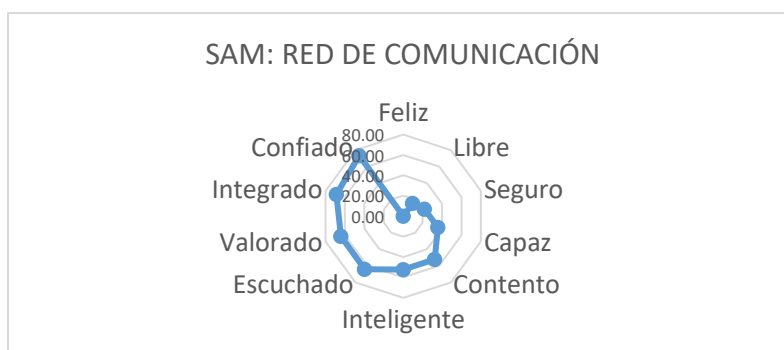 SAM: RED DE COMUNICACIÓN
Feliz
80.00
Confiado
Libre
60.00
Integrado
40.00
Seguro
20.00
0.00
Valorado
Capaz
Escuchado
Contento
Inteligente